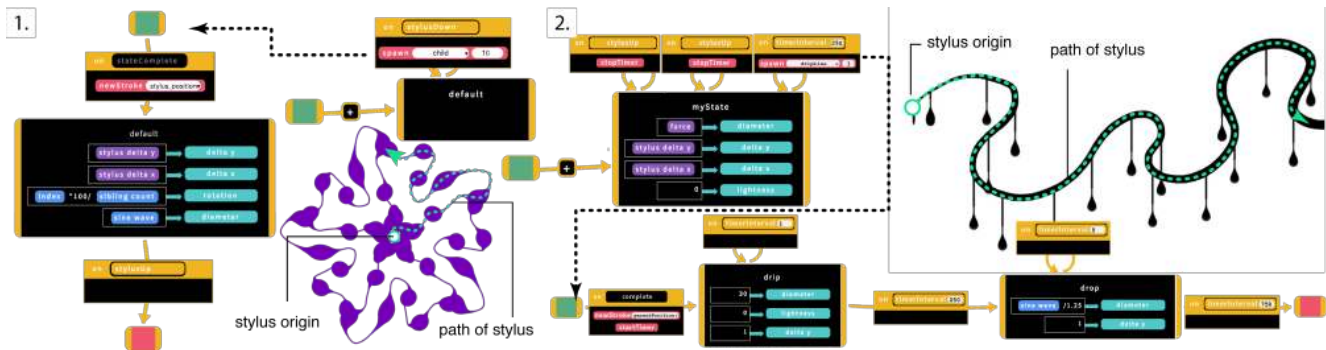 1.
on stateComplete
newStroke stylus_position
default
stylus delta y delta y
stylus delta x delta x
index *100/ sibling count rotation
sine wave diameter
on stylusUp
on stylusDown
spawn child 10
default
+
stylus origin
path of stylus
2.
on stylusUp
stopTimer
on stylusUp
stopTimer
on timerInterval
spawn
myState
force diameter
stylus delta y delta y
stylus delta x delta x
0 lightness
+
stylus origin
path of stylus
on timerInterval
on complete
newStroke parentPosition
startTimer
drip
20 diameter
0 lightness
1 delta y
on timerInterval 250
on timerInterval
drop
sine wave /1.25 diameter
1 delta y
on timerInterval 750